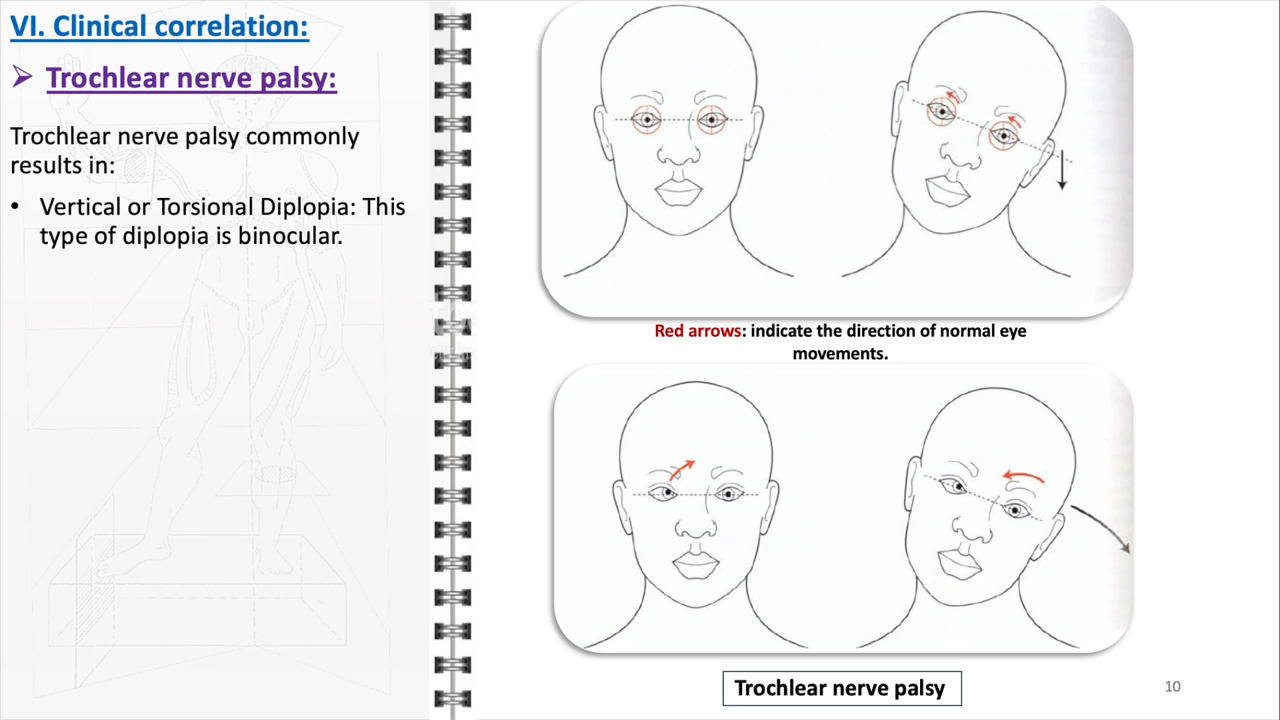 VI. Clinical correlation:
➢ Trochlear nerve palsy:
Trochlear nerve palsy commonly
results in:
• Vertical or Torsional Diplopia: This
type of diplopia is binocular.
Red arrows: indicate the direction of normal eye
movements.
Trochlear nerve palsy
10